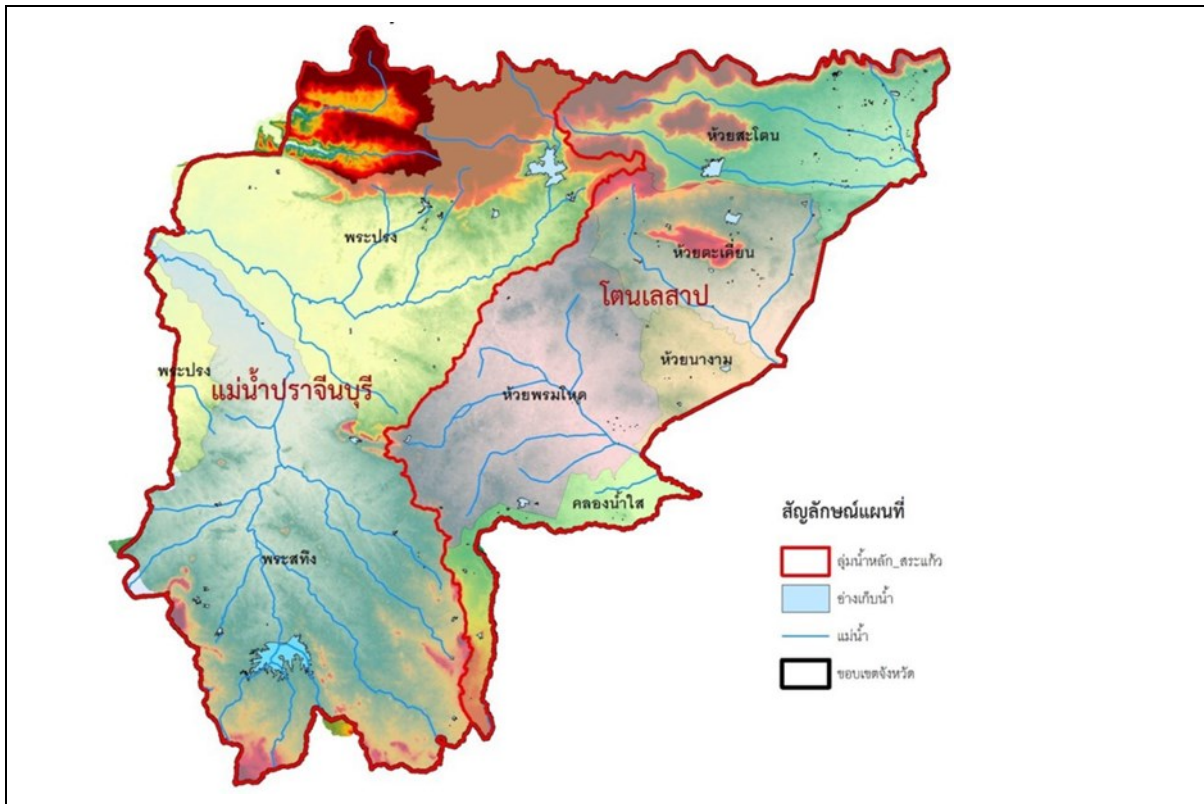 ห้วยสะโตน
พระปรง
ห้วยตะเคียน
โตนเลสาป
ห้วยนางาม
พระปรง
แม่น้ำปราจีนบุรี
ห้วยพรมโหด
คลองน้ำใส
พระสทึง
สัญลักษณ์แผนที่
ลุ่มน้ำหลัก_สระแก้ว
อ่างเก็บน้ำ
แม่น้ำ
ขอบเขตจังหวัด